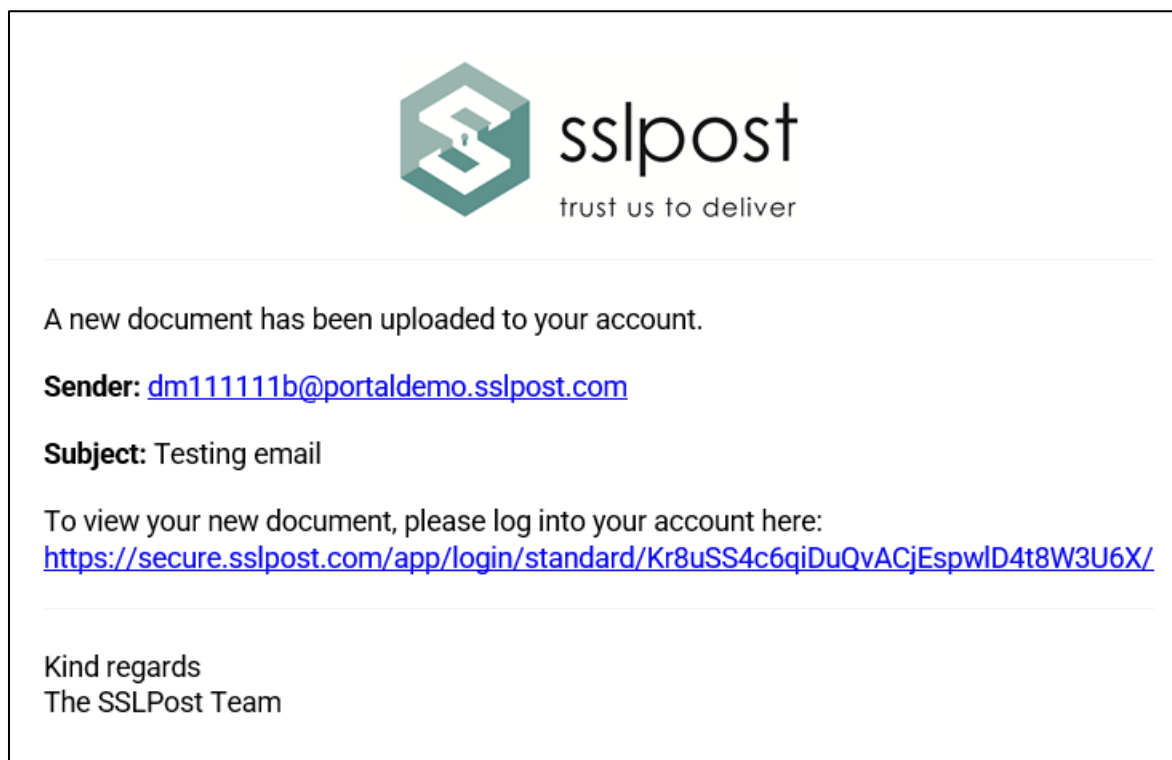 sslpost
trust us to deliver
A new document has been uploaded to your account.
Sender: dm111111b@portaldemo.sslpost.com
Subject: Testing email
To view your new document, please log into your account here:
https://secure.sslpost.com/app/login/standard/Kr8uSS4c6qiDuQvACjEspwlD4t8W3U6X/
Kind regards
The SSLPost Team